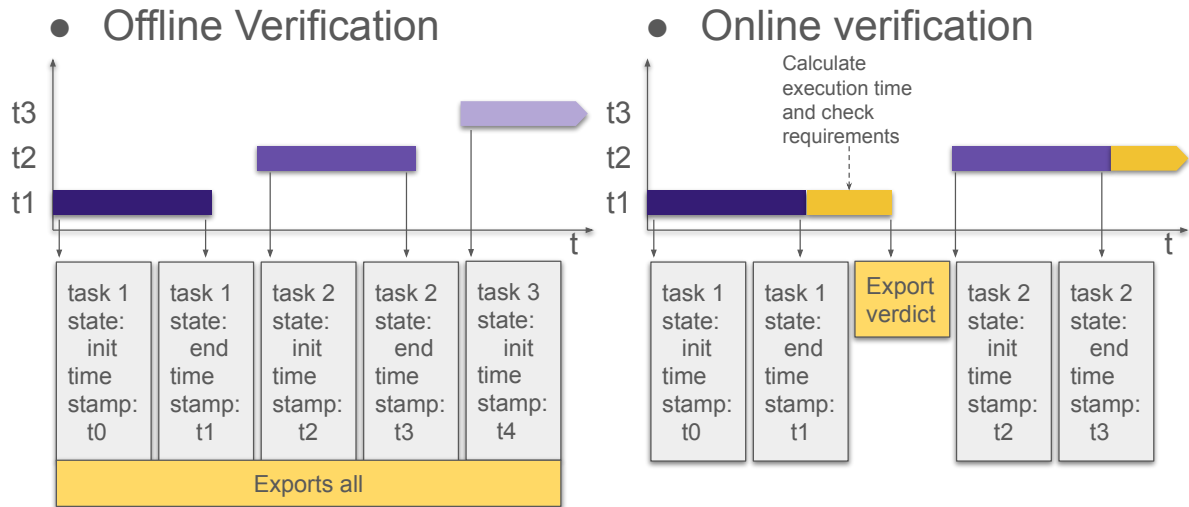 ● Offline Verification
t3
t2
t1
t
task 1
state:
init
time
stamp:
t0
task 1
state:
end
time
stamp:
t1
task 2
state:
init
time
stamp:
t2
task 2
state:
end
time
stamp:
t3
task 3
state:
init
time
stamp:
t4
Exports all
● Online verification
Calculate
execution time
and check
requirements
t3
t2
t1
t
task 1
state:
init
time
stamp:
t0
task 1
state:
end
time
stamp:
t1
Export
verdict
task 2
state:
init
time
stamp:
t2
task 2
state:
end
time
stamp:
t3